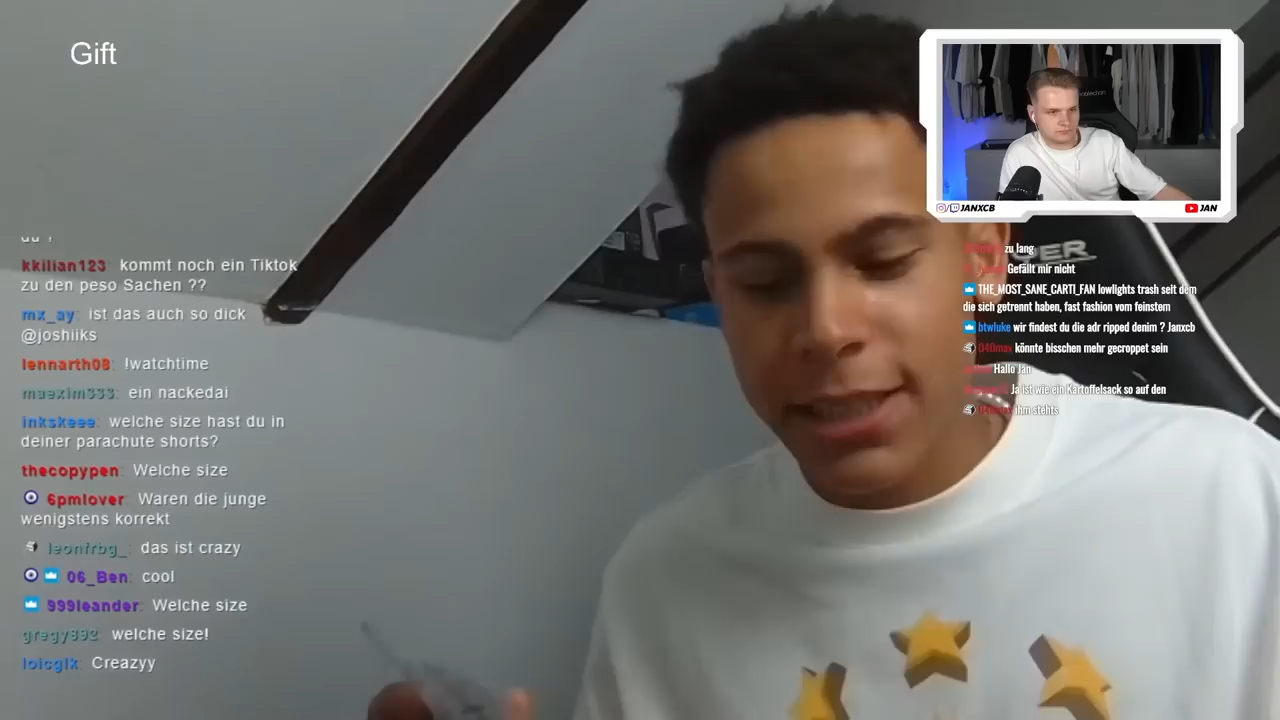 Gift
du ?
kkilian123: kommt noch ein Tiktok
zu den peso Sachen ??
mx_ay: ist das auch so dick
@joshiiks
lennarth08: !watchtime
maexim333: ein nackedai
inkskeee: welche size hast du in
deiner parachute shorts?
thecopypen: Welche size
6pmlover: Waren die junge
wenigstens korrekt
leonfrbg_: das ist crazy
06_Ben: cool
999leander: Welche size
gregy892: welche size!
loicglk: Creazyy
JANXCB
JAN
zu lang
Gefällt mir nicht
THE_MOST_SANE_CARTI_FAN lowlights trash seit dem
die sich getrennt haben, fast fashion vom feinstem
btwluke wir findest du die adr ripped denim ? Janxcb
040max könnte bisschen mehr gecroppet sein
Hallo Jan
Ja ist wie ein Kartoffelsack so auf den
ihm stehts